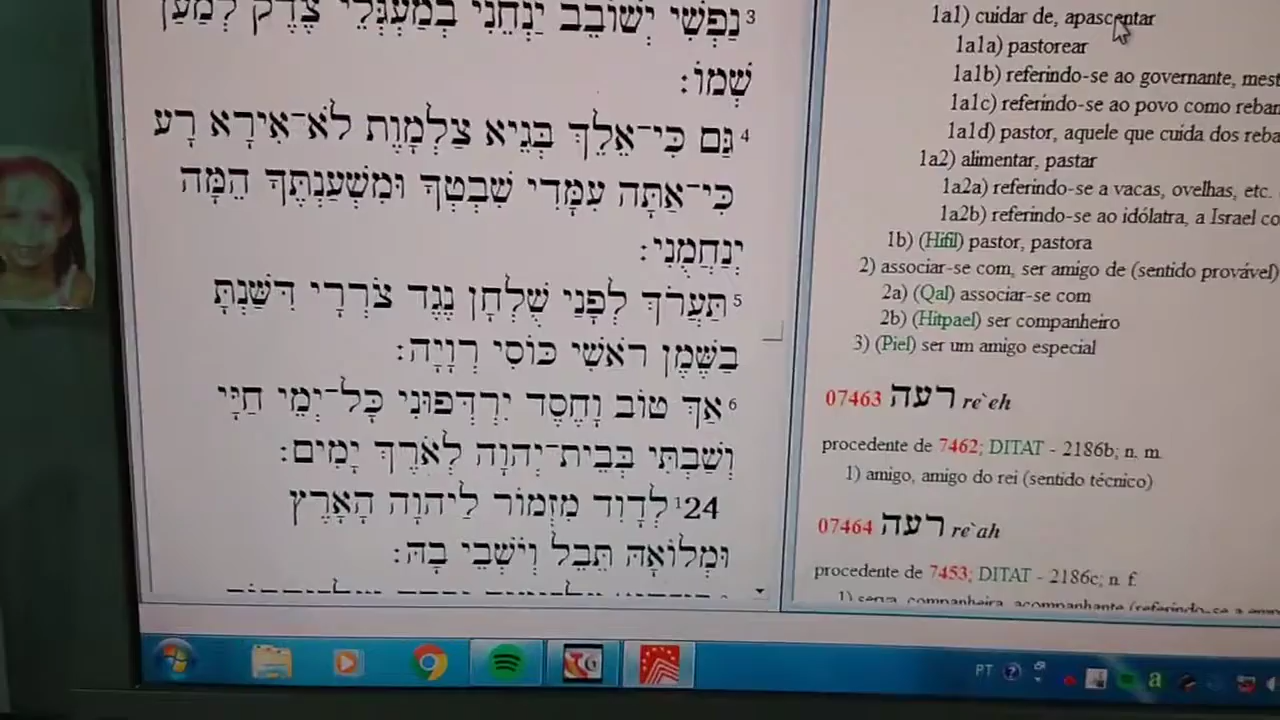 3 נַפְשִׁי יְשׁוֹבֵב יַנְחֵנִי בְמַעְגְּלֵי צֶדֶק לְמַעַן
שְׁמוֹ׃
4 גַּם כִּי־אֵלֵךְ בְּגֵיא צַלְמָוֶת לֹא־אִירָא רָע
כִּי־אַתָּה עִמָּדִי שִׁבְטְךָ וּמִשְׁעַנְתֶּךָ הֵמָּה
יְנַחֲמֻנִי׃
5 תַּעֲרֹךְ לְפָנַי שֻׁלְחָן נֶגֶד צֹרְרָי דִּשַּׁנְתָּ
בַשֶּׁמֶן רֹאשִׁי כּוֹסִי רְוָיָה׃
6 אַךְ טוֹב וָחֶסֶד יִרְדְּפוּנִי כָּל־יְמֵי חַיָּי
וְשַׁבְתִּי בְּבֵית־יְהוָה לְאֹרֶךְ יָמִים׃
24 1 לְדָוִד מִזְמוֹר לַיהוָה הָאָרֶץ
וּמְלוֹאָהּ תֵּבֵל וְיֹשְׁבֵי בָהּ׃
1a1) cuidar de, apascentar
1a1a) pastorear
1a1b) referindo-se ao governante, mest
1a1c) referindo-se ao povo como reban
1a1d) pastor, aquele que cuida dos reba
1a2) alimentar, pastar
1a2a) referindo-se a vacas, ovelhas, etc.
1a2b) referindo-se ao idólatra, a Israel co
1b) (Hifil) pastor, pastora
2) associar-se com, ser amigo de (sentido provável)
2a) (Qal) associar-se com
2b) (Hitpael) ser companheiro
3) (Piel) ser um amigo especial
07463 רעה re`eh
procedente de 7462; DITAT - 2186b; n. m.
1) amigo, amigo do rei (sentido técnico)
07464 רעה re`ah
procedente de 7453; DITAT - 2186c; n. f.
PT